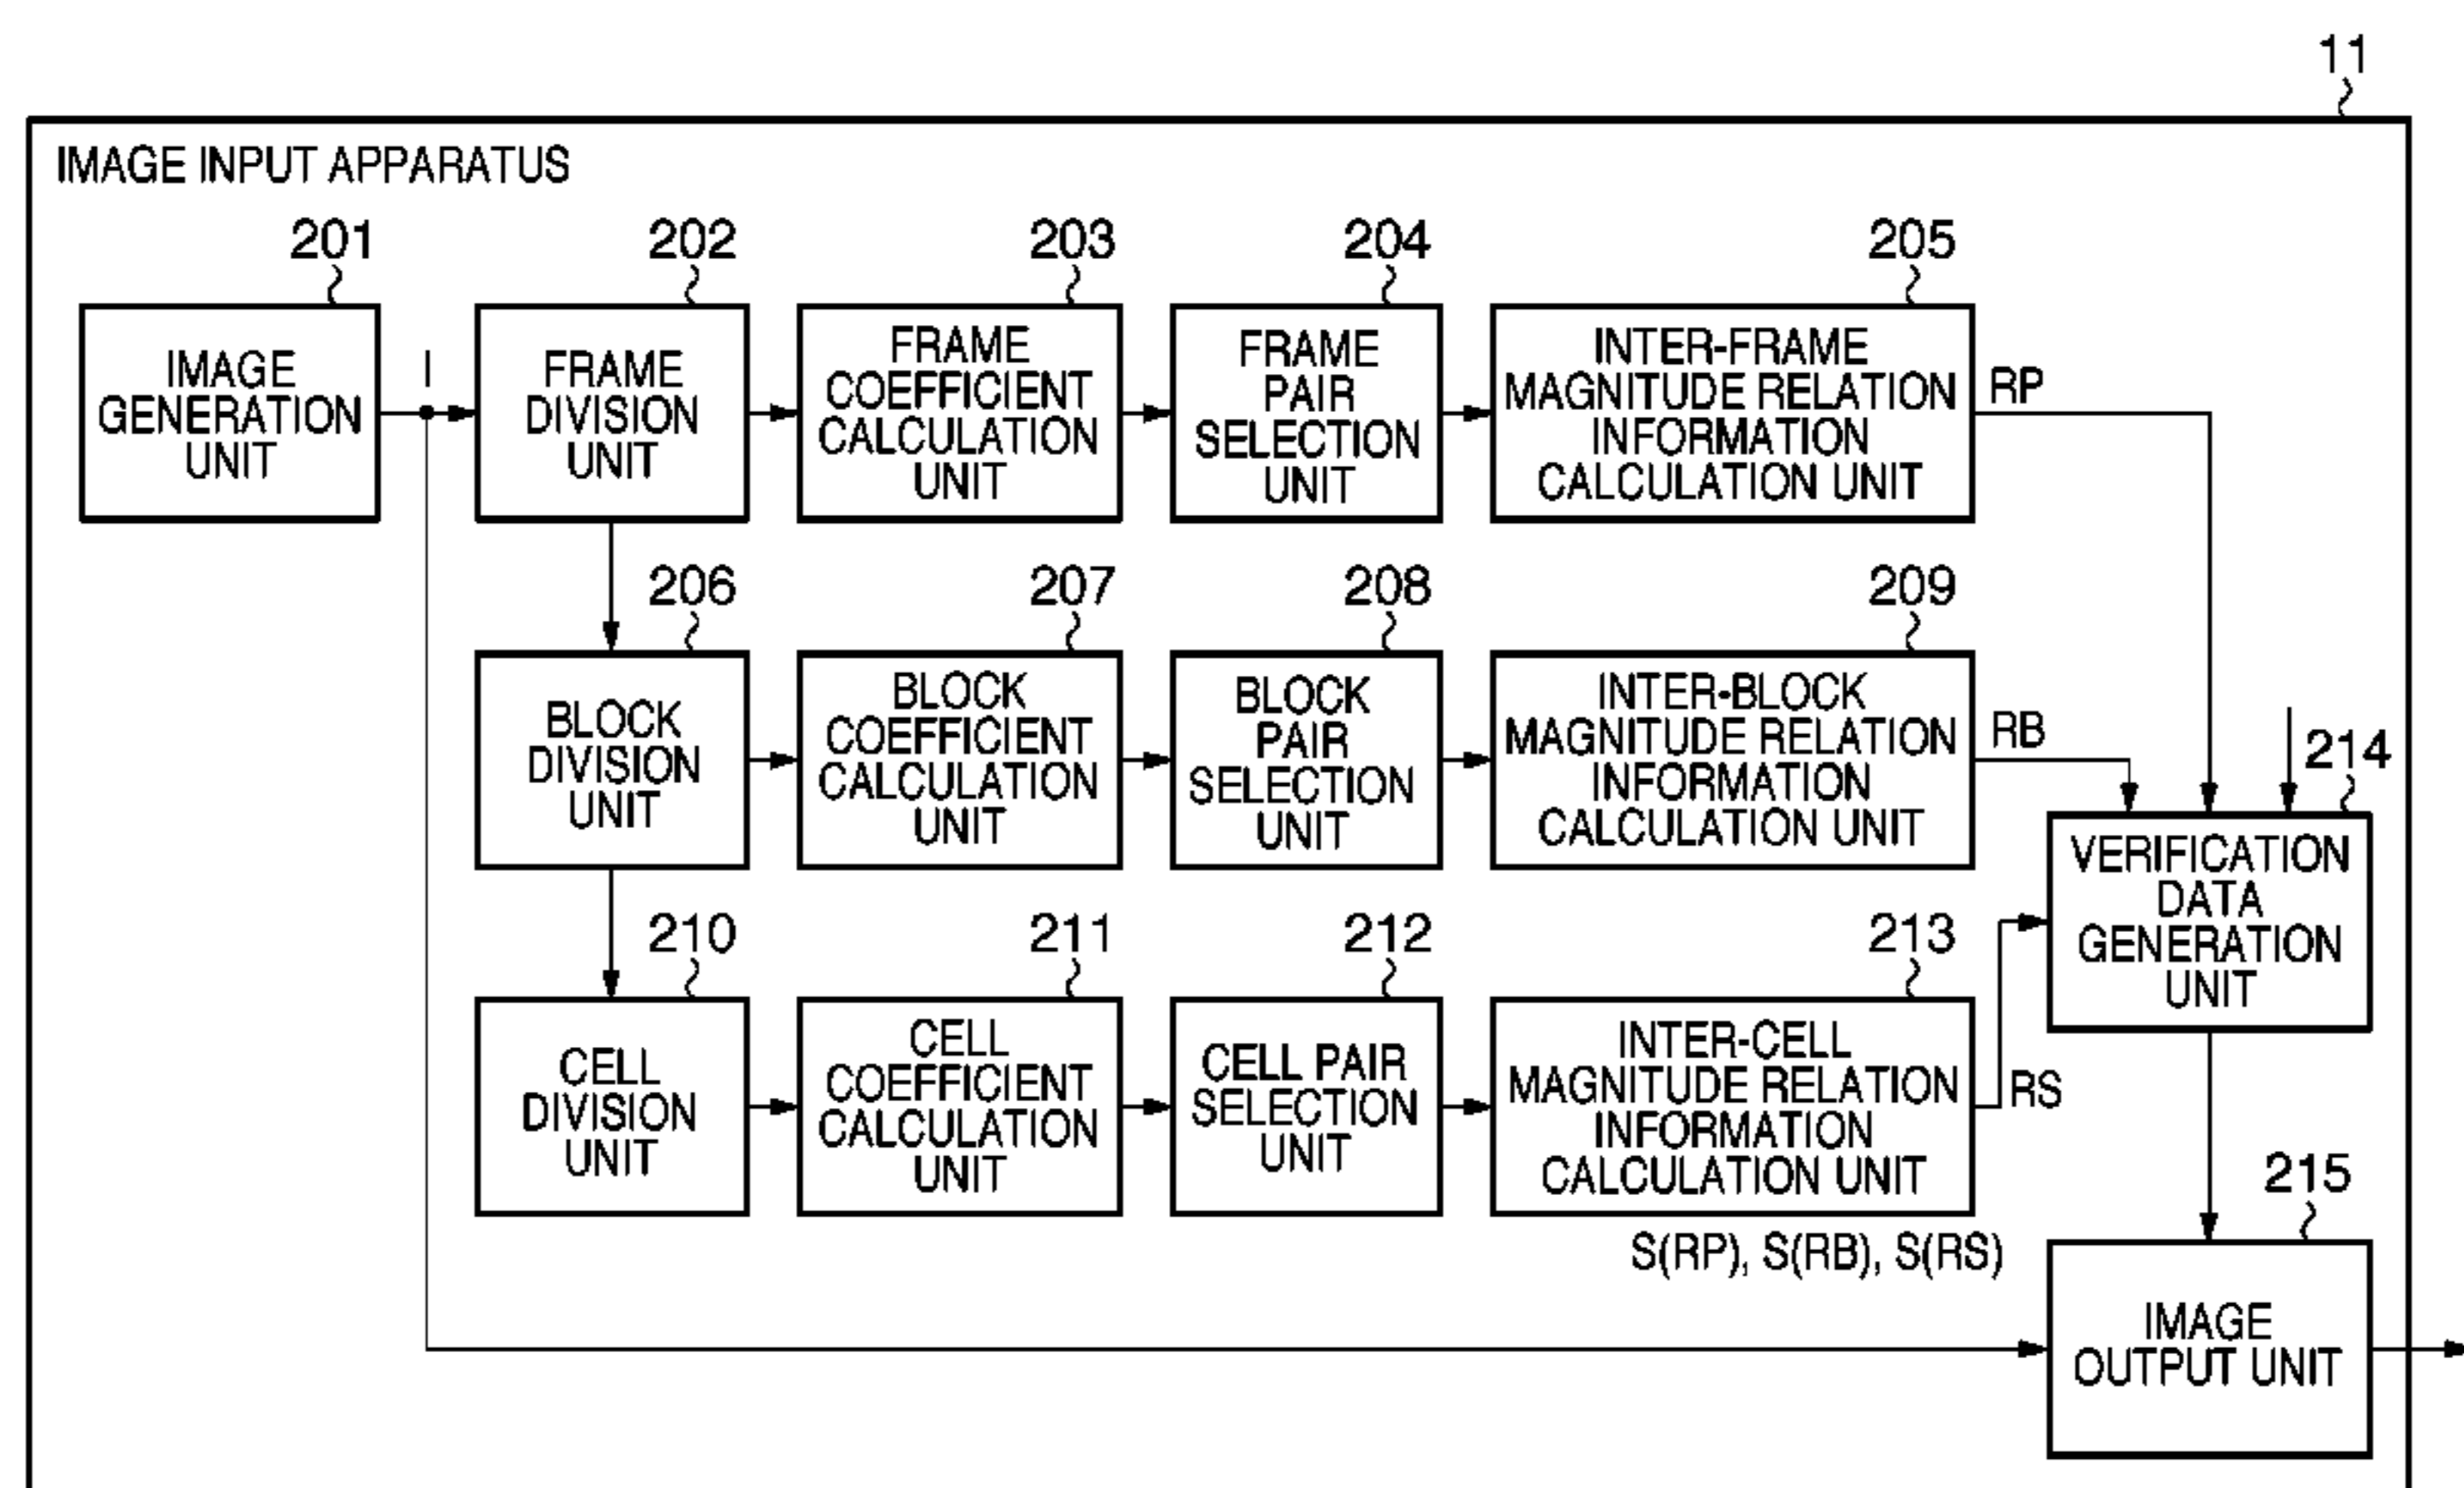 11
IMAGE INPUT APPARATUS
201
202
203
204
205
IMAGE
GENERATION
UNIT
I
FRAME
DIVISION
UNIT
FRAME
COEFFICIENT
CALCULATION
UNIT
FRAME
PAIR
SELECTION
UNIT
INTER-FRAME
MAGNITUDE RELATION
INFORMATION
CALCULATION UNIT
RP
206
207
208
209
BLOCK
DIVISION
UNIT
BLOCK
COEFFICIENT
CALCULATION
UNIT
BLOCK
PAIR
SELECTION
UNIT
INTER-BLOCK
MAGNITUDE RELATION
INFORMATION
CALCULATION UNIT
RB
214
VERIFICATION
DATA
GENERATION
UNIT
210
211
212
213
CELL
DIVISION
UNIT
CELL
COEFFICIENT
CALCULATION
UNIT
CELL PAIR
SELECTION
UNIT
INTER-CELL
MAGNITUDE RELATION
INFORMATION
CALCULATION UNIT
RS
215
S(RP), S(RB), S(RS)
IMAGE
OUTPUT UNIT